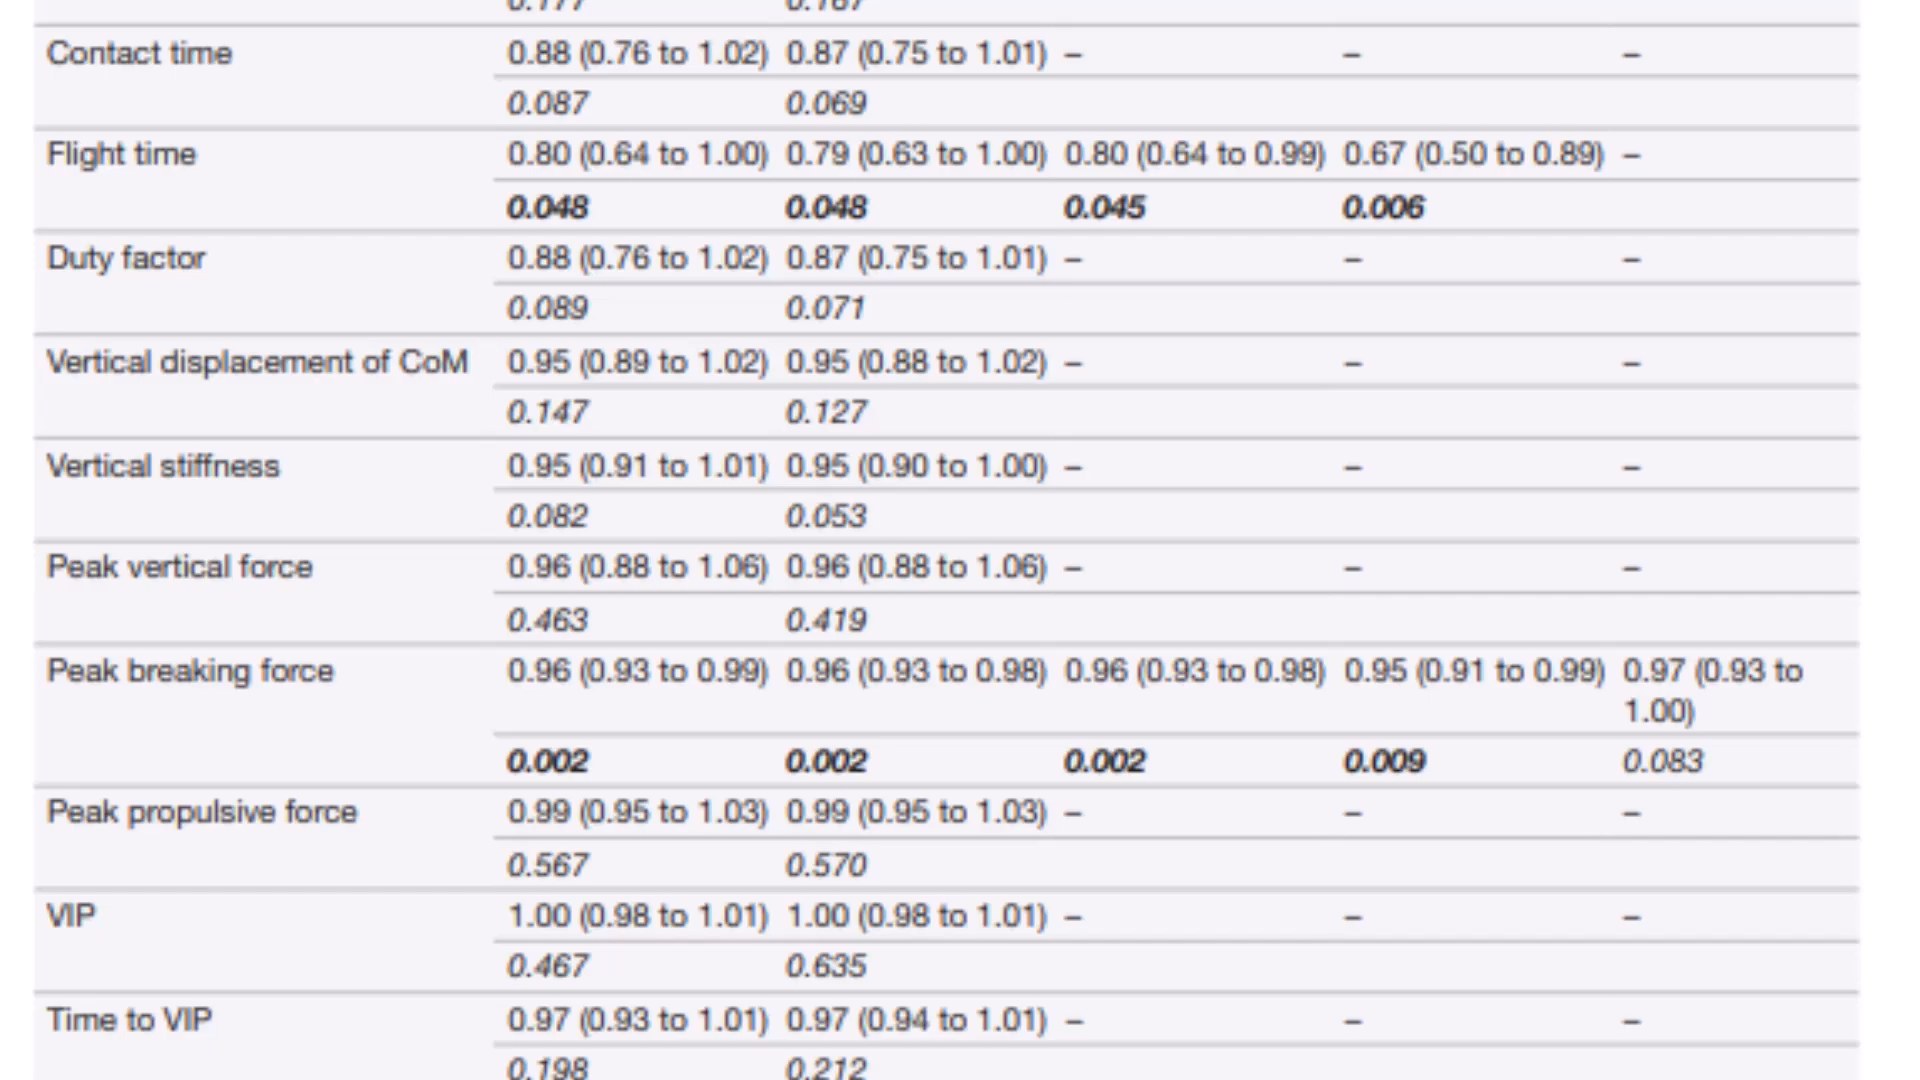 0.177 0.167
Contact time 0.88 (0.76 to 1.02) 0.87 (0.75 to 1.01) – – –
0.087 0.069
Flight time 0.80 (0.64 to 1.00) 0.79 (0.63 to 1.00) 0.80 (0.64 to 0.99) 0.67 (0.50 to 0.89) –
0.048 0.048 0.045 0.006
Duty factor 0.88 (0.76 to 1.02) 0.87 (0.75 to 1.01) – – –
0.089 0.071
Vertical displacement of CoM 0.95 (0.89 to 1.02) 0.95 (0.88 to 1.02) – – –
0.147 0.127
Vertical stiffness 0.95 (0.91 to 1.01) 0.95 (0.90 to 1.00) – – –
0.082 0.053
Peak vertical force 0.96 (0.88 to 1.06) 0.96 (0.88 to 1.06) – – –
0.463 0.419
Peak breaking force 0.96 (0.93 to 0.99) 0.96 (0.93 to 0.98) 0.96 (0.93 to 0.98) 0.95 (0.91 to 0.99) 0.97 (0.93 to
1.00)
0.002 0.002 0.002 0.009 0.083
Peak propulsive force 0.99 (0.95 to 1.03) 0.99 (0.95 to 1.03) – – –
0.567 0.570
VIP 1.00 (0.98 to 1.01) 1.00 (0.98 to 1.01) – – –
0.467 0.635
Time to VIP 0.97 (0.93 to 1.01) 0.97 (0.94 to 1.01) – – –
0.198 0.212